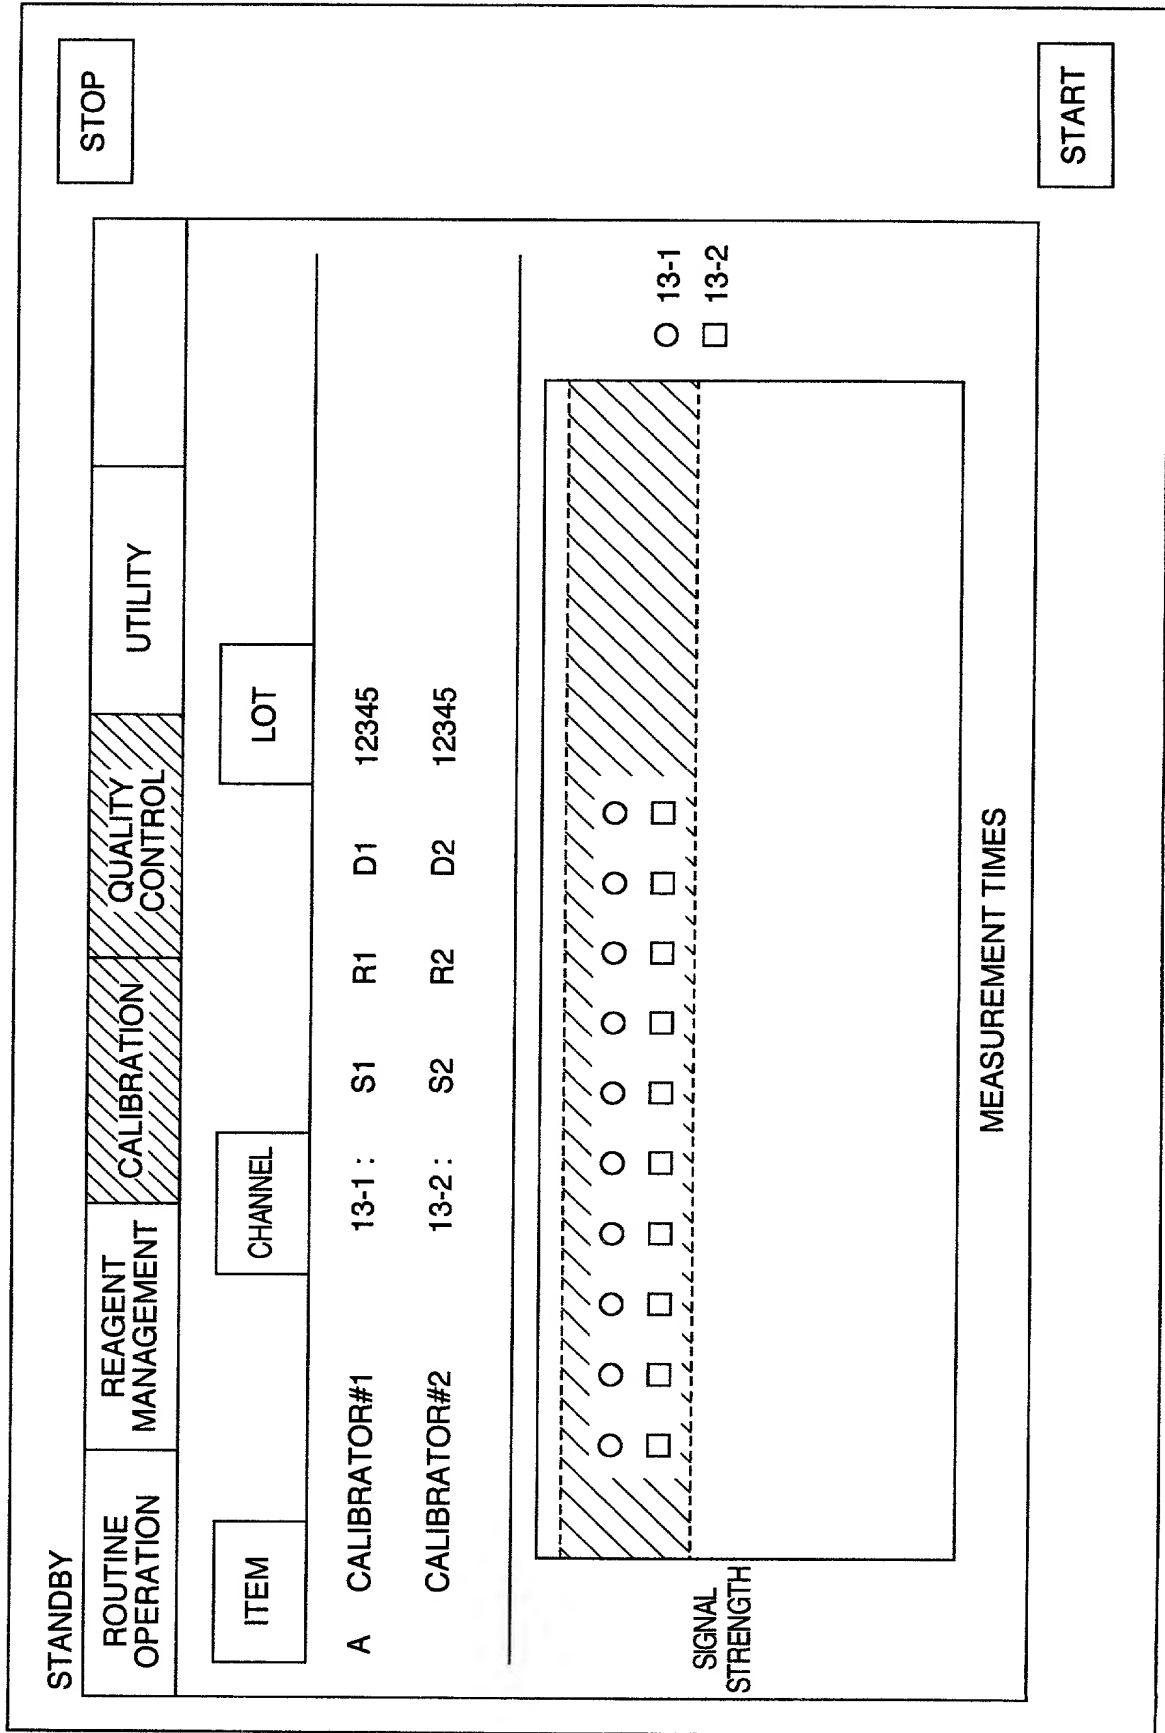 STANDBY
STOP
ROUTINE
OPERATION
REAGENT
MANAGEMENT
CALIBRATION
QUALITY
CONTROL
UTILITY
ITEM
CHANNEL
LOT
A CALIBRATOR#1 13-1 : S1 R1 D1 12345
CALIBRATOR#2 13-2 : S2 R2 D2 12345
SIGNAL
STRENGTH
13-1
13-2
MEASUREMENT TIMES
START